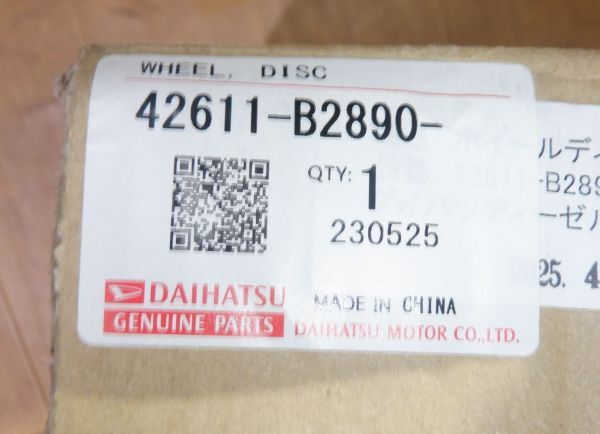 WHEEL, DISC
42611-B2890-
QTY: 1
230525
DAIHATSU
GENUINE PARTS
MADE IN CHINA
DAIHATSU MOTOR CO.,LTD.
ホイールディ
42611-B289
ダイハツディーゼル
2025. 4